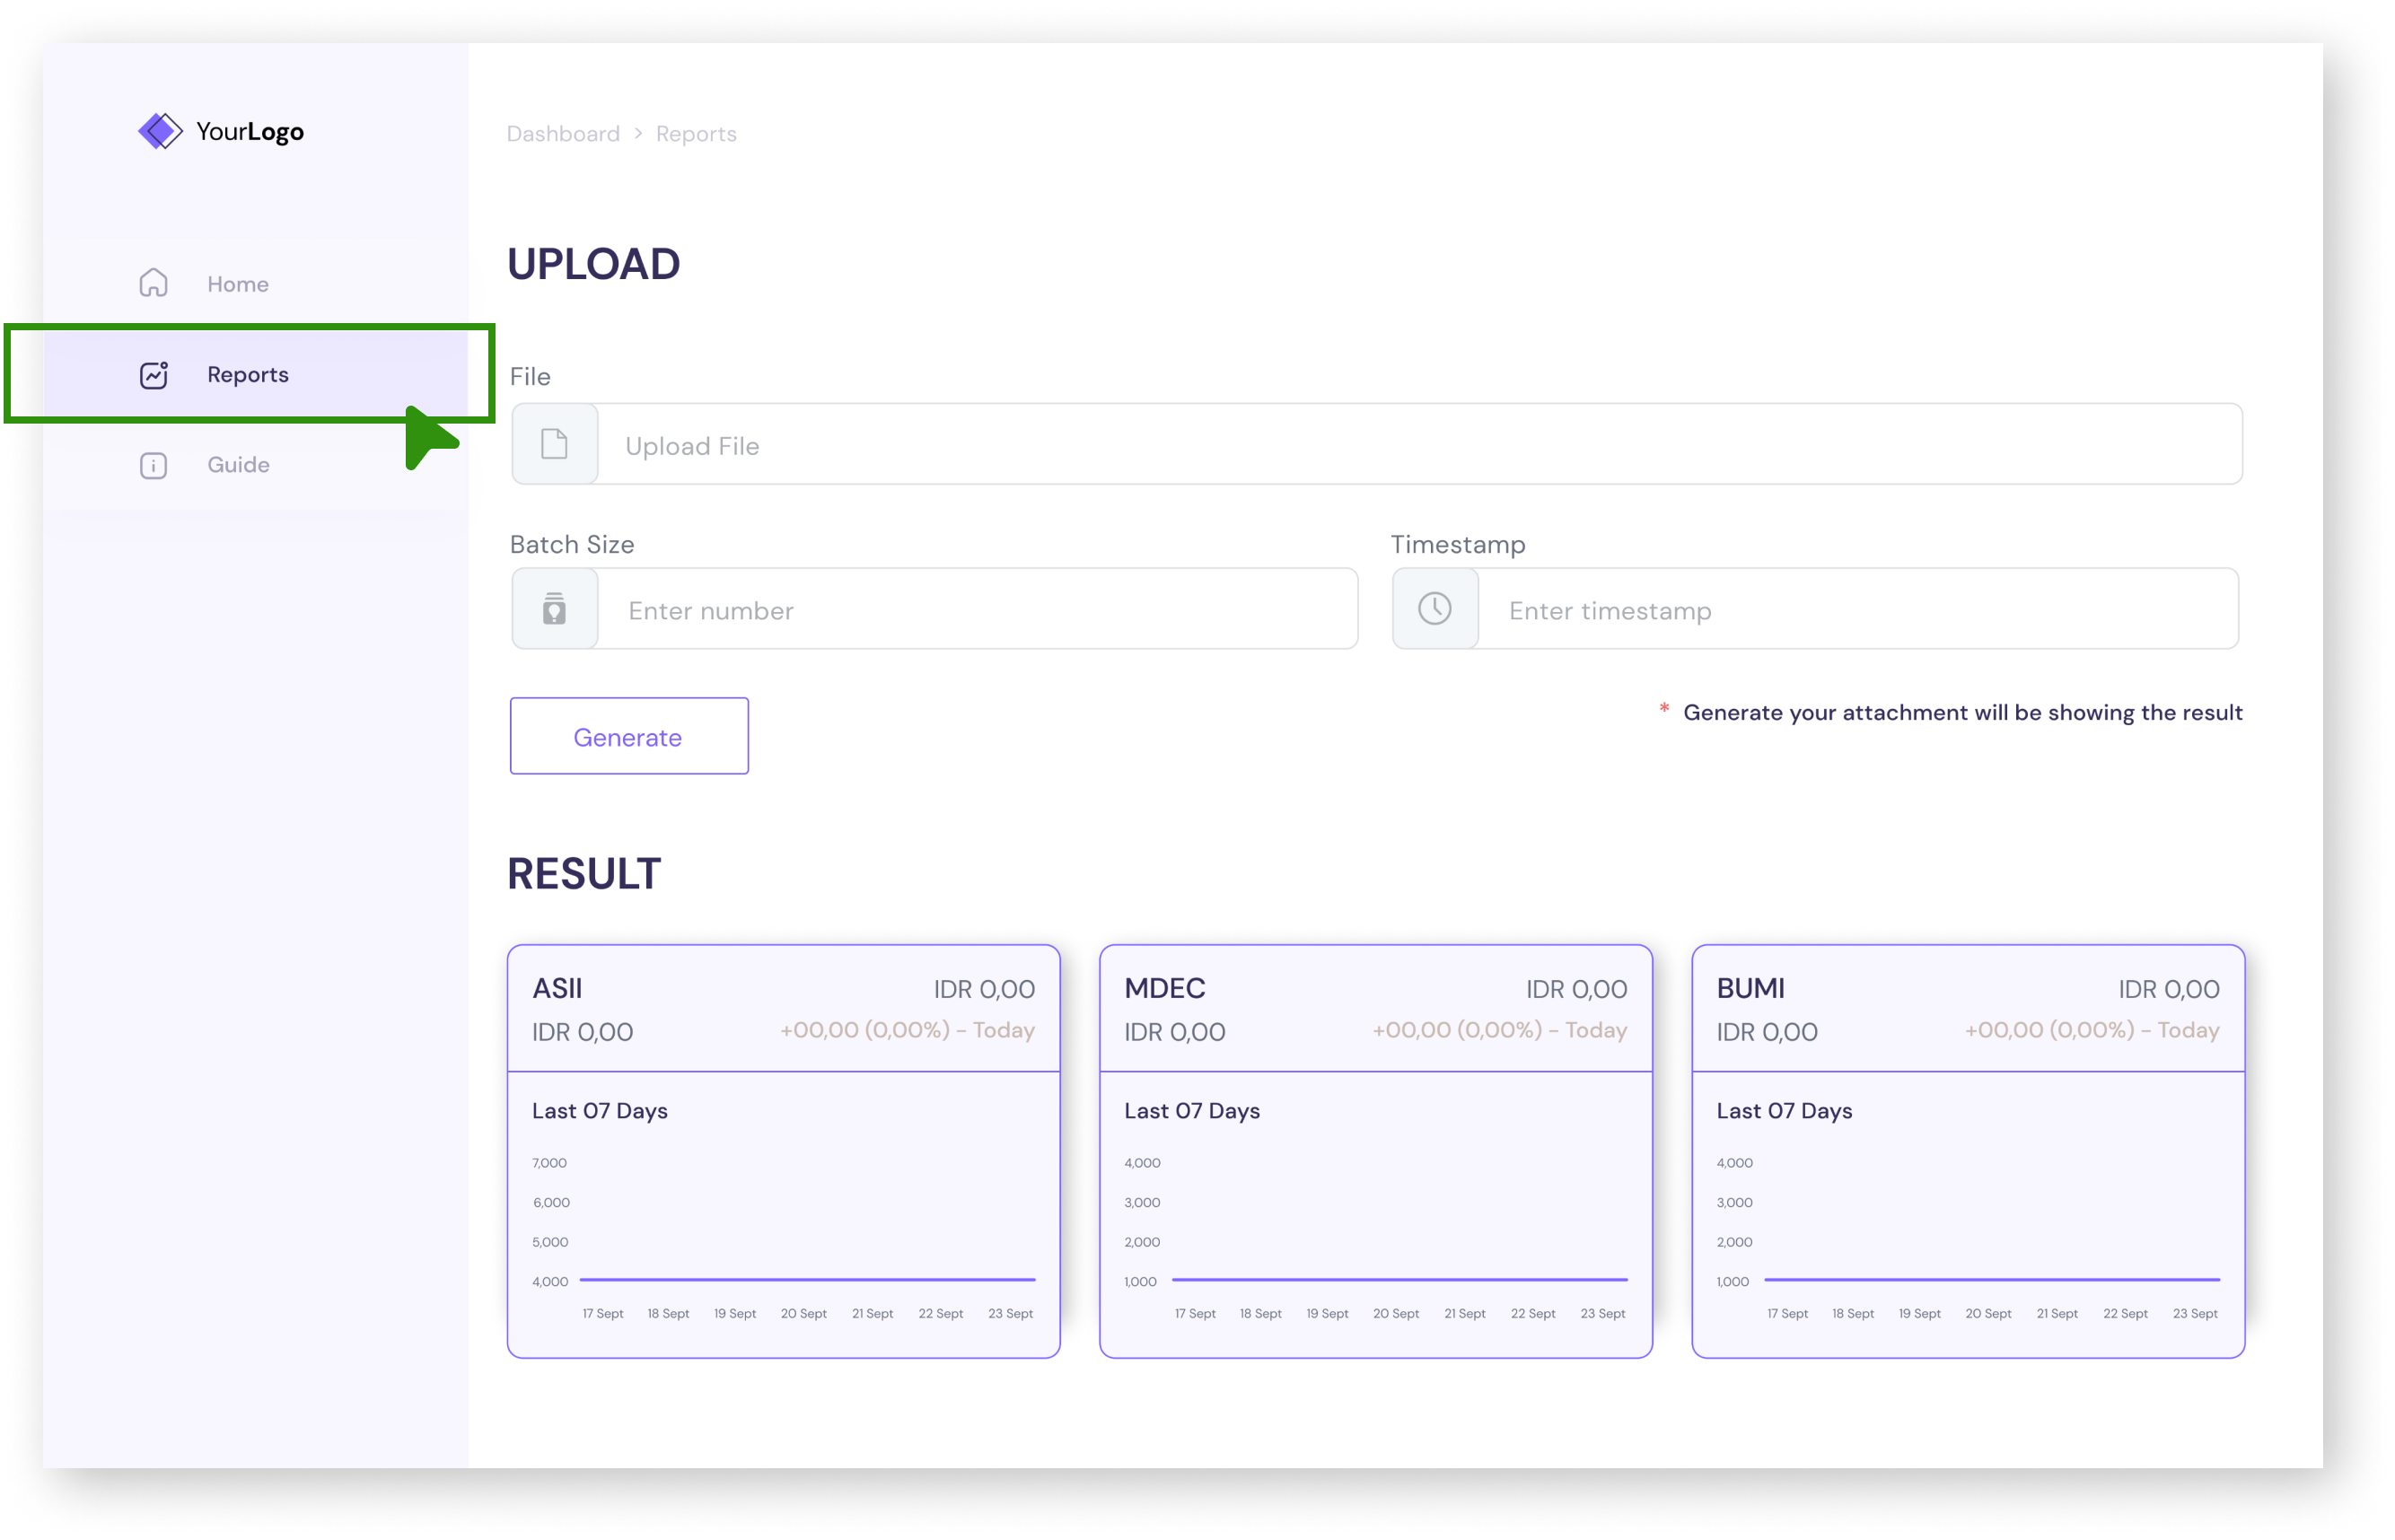 YourLogo
Dashboard > Reports
Home
Reports
Guide
UPLOAD
File
Upload File
Batch Size
Timestamp
Enter number
Enter timestamp
Generate
* Generate your attachment will be showing the result
RESULT
ASII
IDR 0,00
IDR 0,00
+00,00 (0,00%) - Today
Last 07 Days
7,000
6,000
5,000
4,000
17 Sept 18 Sept 19 Sept 20 Sept 21 Sept 22 Sept 23 Sept
MDEC
IDR 0,00
IDR 0,00
+00,00 (0,00%) - Today
Last 07 Days
4,000
3,000
2,000
1,000
17 Sept 18 Sept 19 Sept 20 Sept 21 Sept 22 Sept 23 Sept
BUMI
IDR 0,00
IDR 0,00
+00,00 (0,00%) - Today
Last 07 Days
4,000
3,000
2,000
1,000
17 Sept 18 Sept 19 Sept 20 Sept 21 Sept 22 Sept 23 Sept